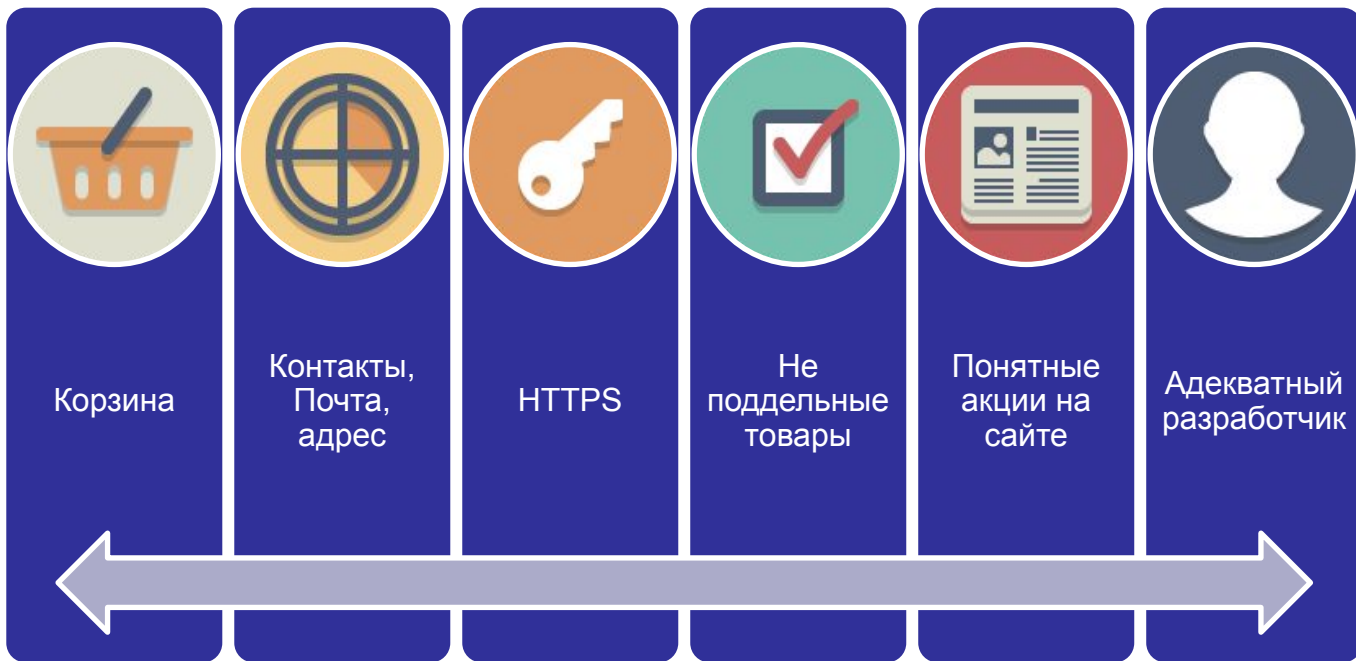 Корзина
Контакты,
Почта,
адрес
HTTPS
Не
поддельные
товары
Понятные
акции на
сайте
Адекватный
разработчик